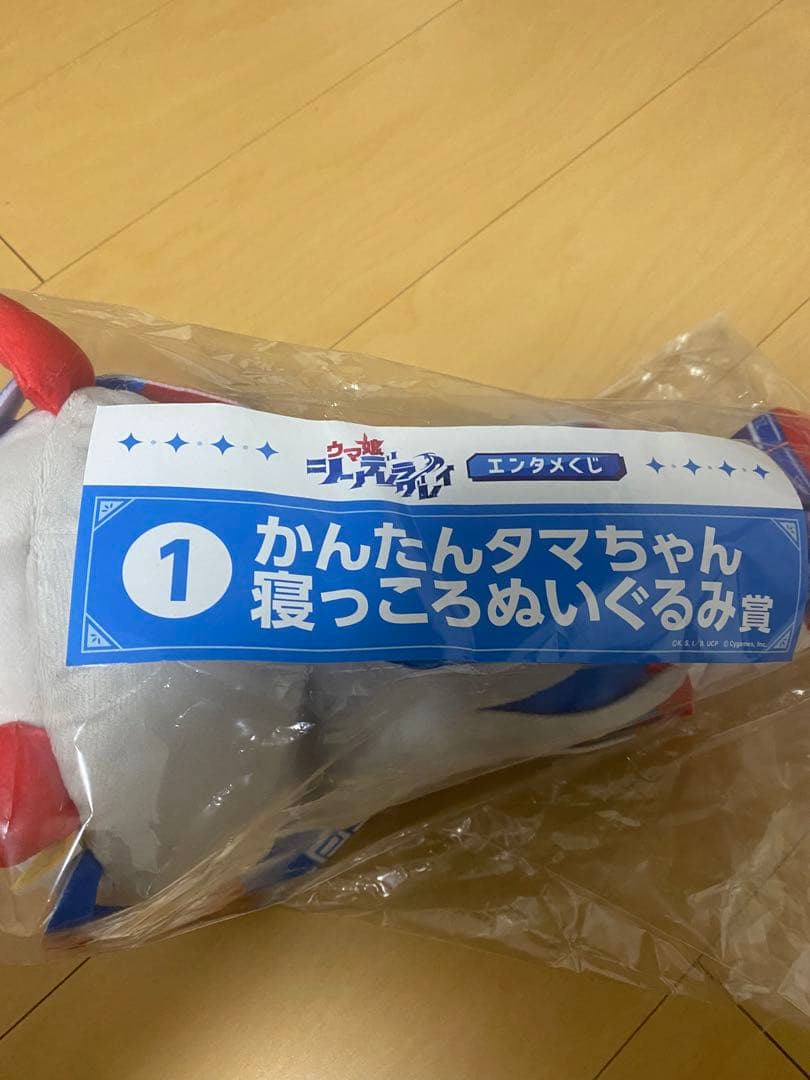 ウマ娘
シンデレラグレイ
エンタメくじ
1
かんたんタマちゃん
寝っころぬいぐるみ賞
©K, S, I / S, UCP ©Cygames, Inc.